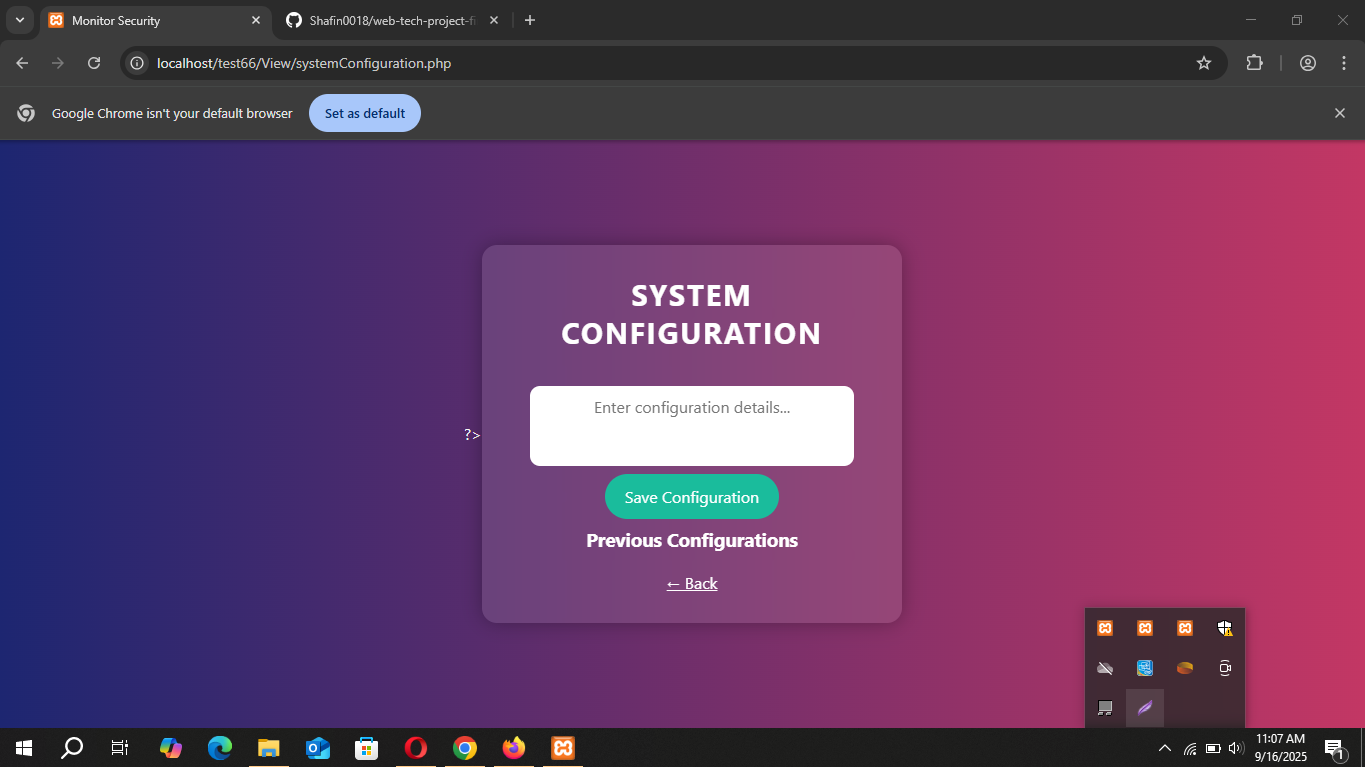 Monitor Security
Shafin0018/web-tech-project-fi
localhost/test66/View/systemConfiguration.php
Google Chrome isn't your default browser
Set as default
SYSTEM
CONFIGURATION
Enter configuration details...
?>
Save Configuration
Previous Configurations
← Back
11:07 AM
9/16/2025
1